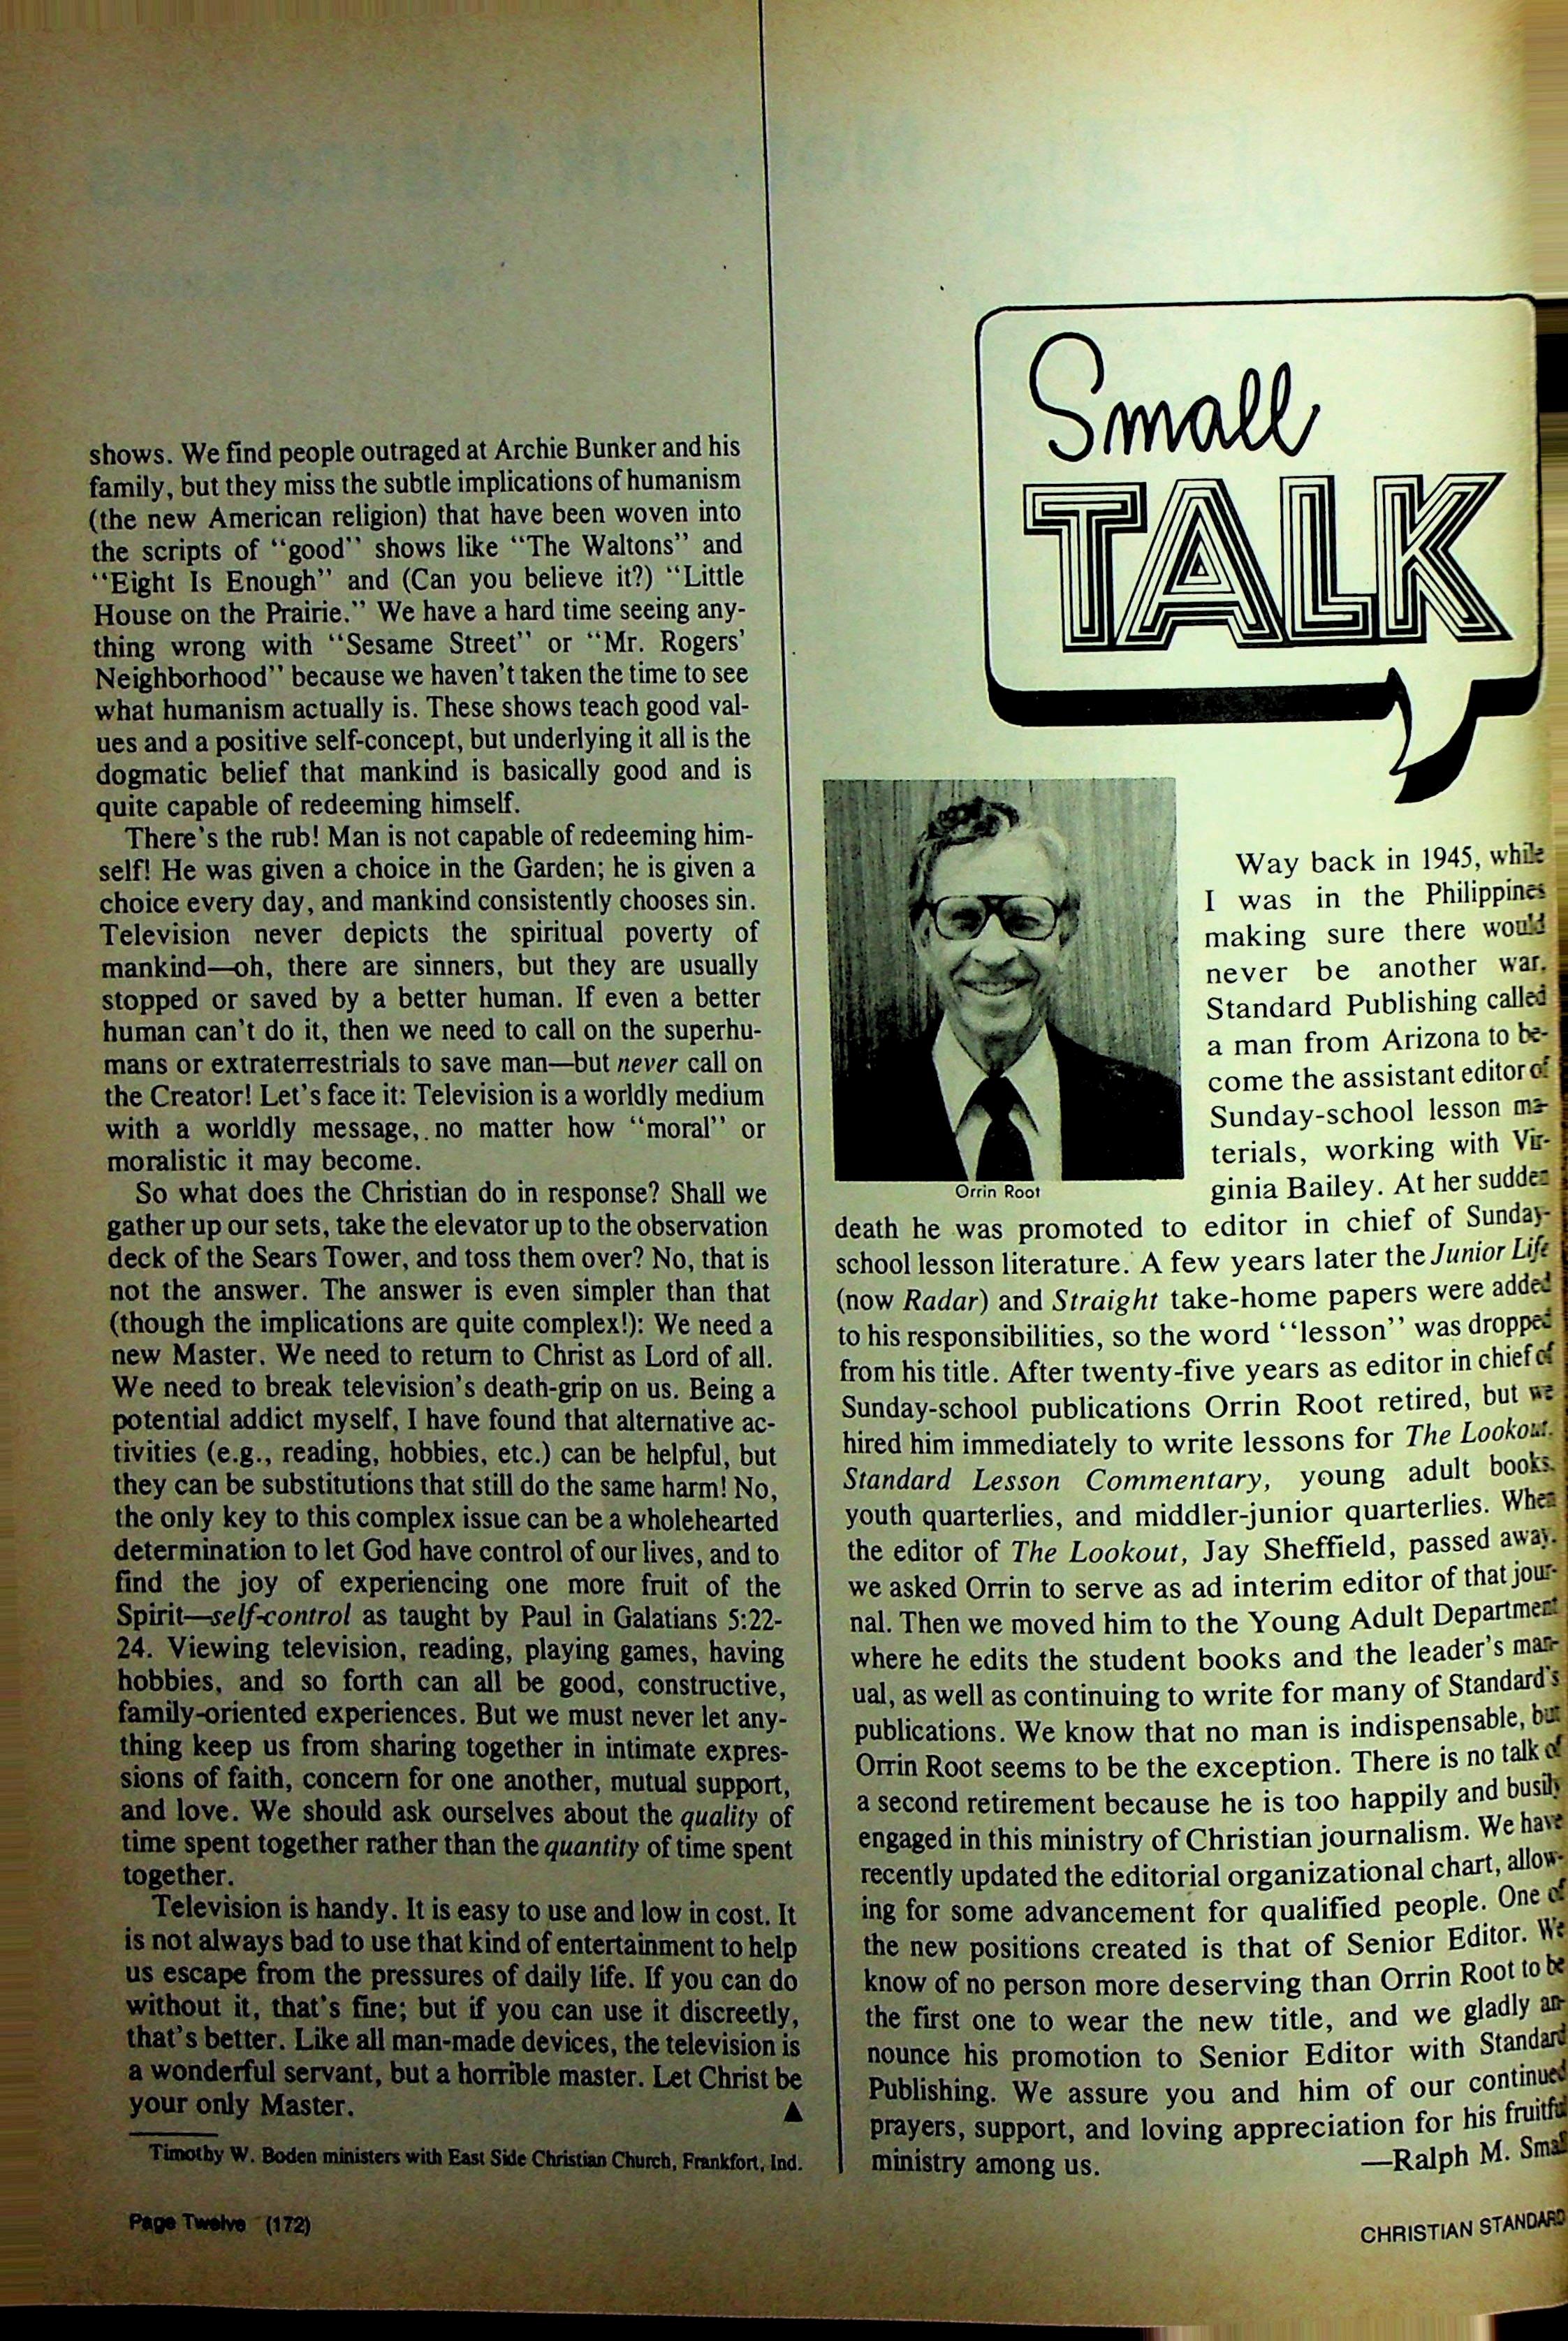 shows. We find people outraged at Archie Bunker and his
family, but they miss the subtle implications of humanism
(the new American religion) that have been woven into
the scripts of “good” shows like “The Waltons” and
“Eight Is Enough” and (Can you believe it?) “Little
House on the Prairie.” We have a hard time seeing any-
thing wrong with “Sesame Street” or “Mr. Rogers’
Neighborhood” because we haven’t taken the time to see
what humanism actually is. These shows teach good val-
ues and a positive self-concept, but underlying it all is the
dogmatic belief that mankind is basically good and is
quite capable of redeeming himself.
There’s the rub! Man is not capable of redeeming him-
self! He was given a choice in the Garden; he is given a
choice every day, and mankind consistently chooses sin.
Television never depicts the spiritual poverty of
mankind—oh, there are sinners, but they are usually
stopped or saved by a better human. If even a better
human can’t do it, then we need to call on the superhu-
mans or extraterrestrials to save man—but never call on
the Creator! Let’s face it: Television is a worldly medium
with a worldly message, no matter how “moral” or
moralistic it may become.
So what does the Christian do in response? Shall we
gather up our sets, take the elevator up to the observation
deck of the Sears Tower, and toss them over? No, that is
not the answer. The answer is even simpler than that
(though the implications are quite complex!): We need a
new Master. We need to return to Christ as Lord of all.
We need to break television’s death-grip on us. Being a
potential addict myself, I have found that alternative ac-
tivities (e.g., reading, hobbies, etc.) can be helpful, but
they can be substitutions that still do the same harm! No,
the only key to this complex issue can be a wholehearted
determination to let God have control of our lives, and to
find the joy of experiencing one more fruit of the
Spirit—self-control as taught by Paul in Galatians 5:22-
24. Viewing television, reading, playing games, having
hobbies, and so forth can all be good, constructive,
family-oriented experiences. But we must never let any-
thing keep us from sharing together in intimate expres-
sions of faith, concern for one another, mutual support,
and love. We should ask ourselves about the quality of
time spent together rather than the quantity of time spent
together.
Television is handy. It is easy to use and low in cost. It
is not always bad to use that kind of entertainment to help
us escape from the pressures of daily life. If you can do
without it, that’s fine; but if you can use it discreetly,
that’s better. Like all man-made devices, the television is
a wonderful servant, but a horrible master. Let Christ be
your only Master. ▲
Timothy W. Boden ministers with East Side Christian Church, Frankfort, Ind.
Page Twelve (172)
Small
TALK
Orrin Root
Way back in 1945, while
I was in the Philippines
making sure there would
never be another war,
Standard Publishing called
a man from Arizona to be-
come the assistant editor of
Sunday-school lesson ma-
terials, working with Vir-
ginia Bailey. At her sudden
death he was promoted to editor in chief of Sunday-
school lesson literature. A few years later the Junior Life
(now Radar) and Straight take-home papers were added
to his responsibilities, so the word “lesson” was dropped
from his title. After twenty-five years as editor in chief of
Sunday-school publications Orrin Root retired, but we
hired him immediately to write lessons for The Lookout,
Standard Lesson Commentary, young adult books,
youth quarterlies, and middler-junior quarterlies. When
the editor of The Lookout, Jay Sheffield, passed away,
we asked Orrin to serve as ad interim editor of that jour-
nal. Then we moved him to the Young Adult Department
where he edits the student books and the leader’s man-
ual, as well as continuing to write for many of Standard’s
publications. We know that no man is indispensable, but
Orrin Root seems to be the exception. There is no talk of
a second retirement because he is too happily and busily
engaged in this ministry of Christian journalism. We have
recently updated the editorial organizational chart, allow-
ing for some advancement for qualified people. One of
the new positions created is that of Senior Editor. We
know of no person more deserving than Orrin Root to be
the first one to wear the new title, and we gladly an-
nounce his promotion to Senior Editor with Standard
Publishing. We assure you and him of our continued
prayers, support, and loving appreciation for his fruitful
ministry among us. —Ralph M. Small
CHRISTIAN STANDARD